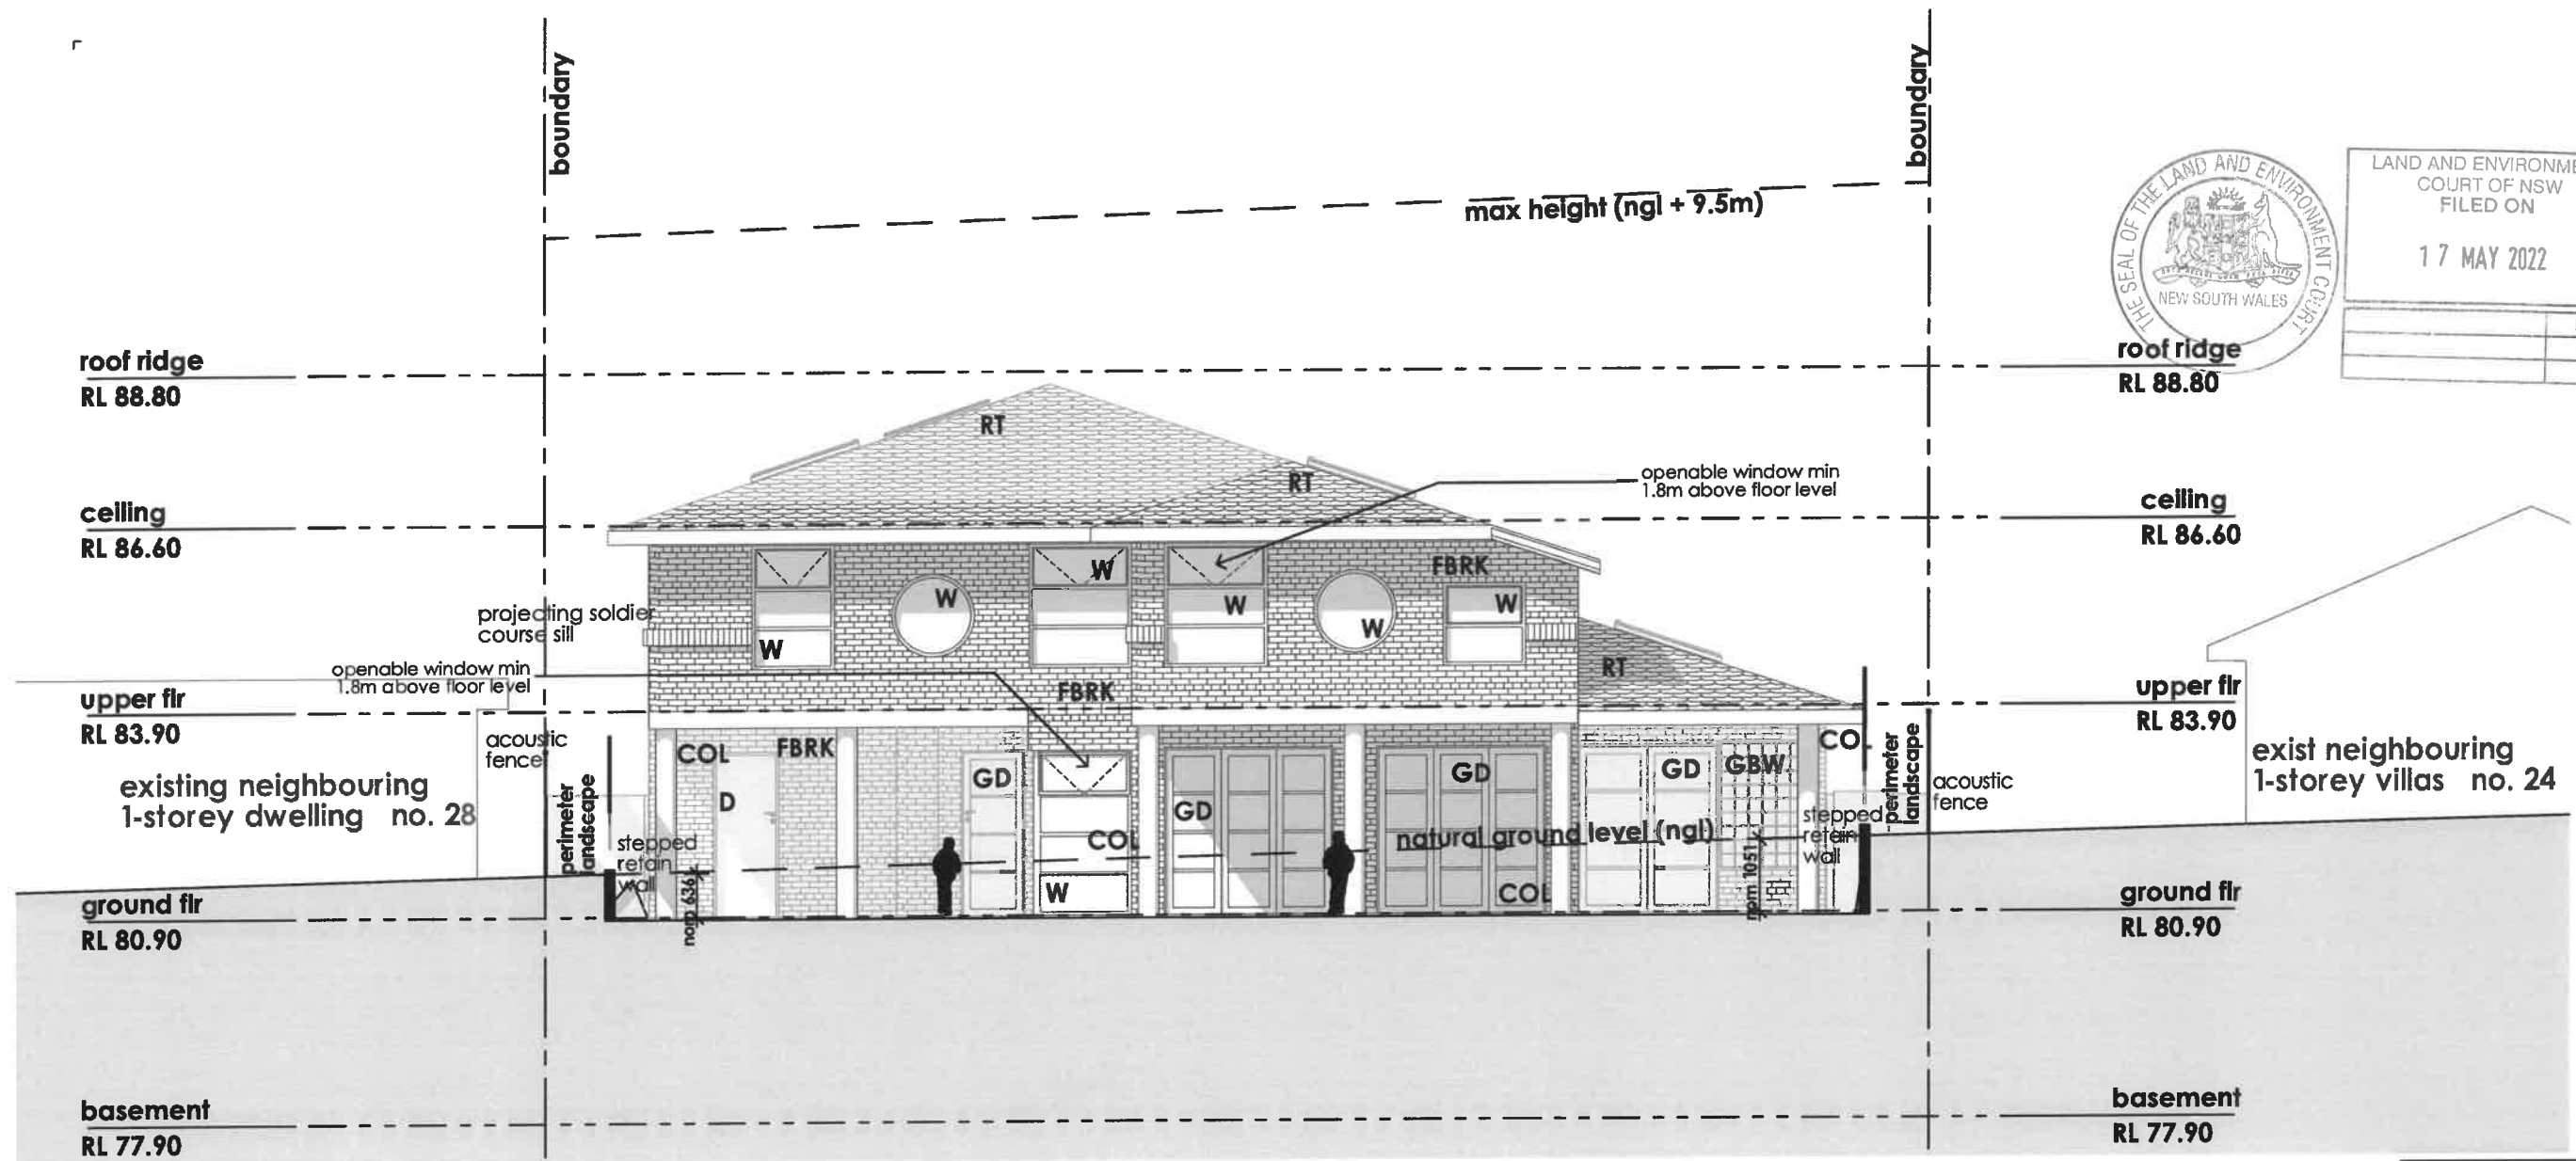 boundary
boundary
max height (ngl + 9.5m)
THE SEAL OF THE LAND AND ENVIRONMENT COURT
NEW SOUTH WALES
LAND AND ENVIRONME
COURT OF NSW
FILED ON
17 MAY 2022
roof ridge
RL 88.80
roof ridge
RL 88.80
RT
RT
openable window min
1.8m above floor level
ceiling
RL 86.60
ceiling
RL 86.60
W
FBRK
W
W
W
W
W
projecting soldier
course sill
openable window min
1.8m above floor level
RT
FBRK
upper flr
RL 83.90
upper flr
RL 83.90
acoustic
fence
COL
FBRK
COL
GD
GD
GD
GBW
D
GD
existing neighbouring
1-storey dwelling no. 28
exist neighbouring
1-storey villas no. 24
acoustic
fence
perimeter
landscape
perimeter
landscape
stepped
retain
wall
stepped
retain
wall
natural ground level (ngl)
COL
W
COL
nom 636
nom 1051
ground flr
RL 80.90
ground flr
RL 80.90
basement
RL 77.90
basement
RL 77.90